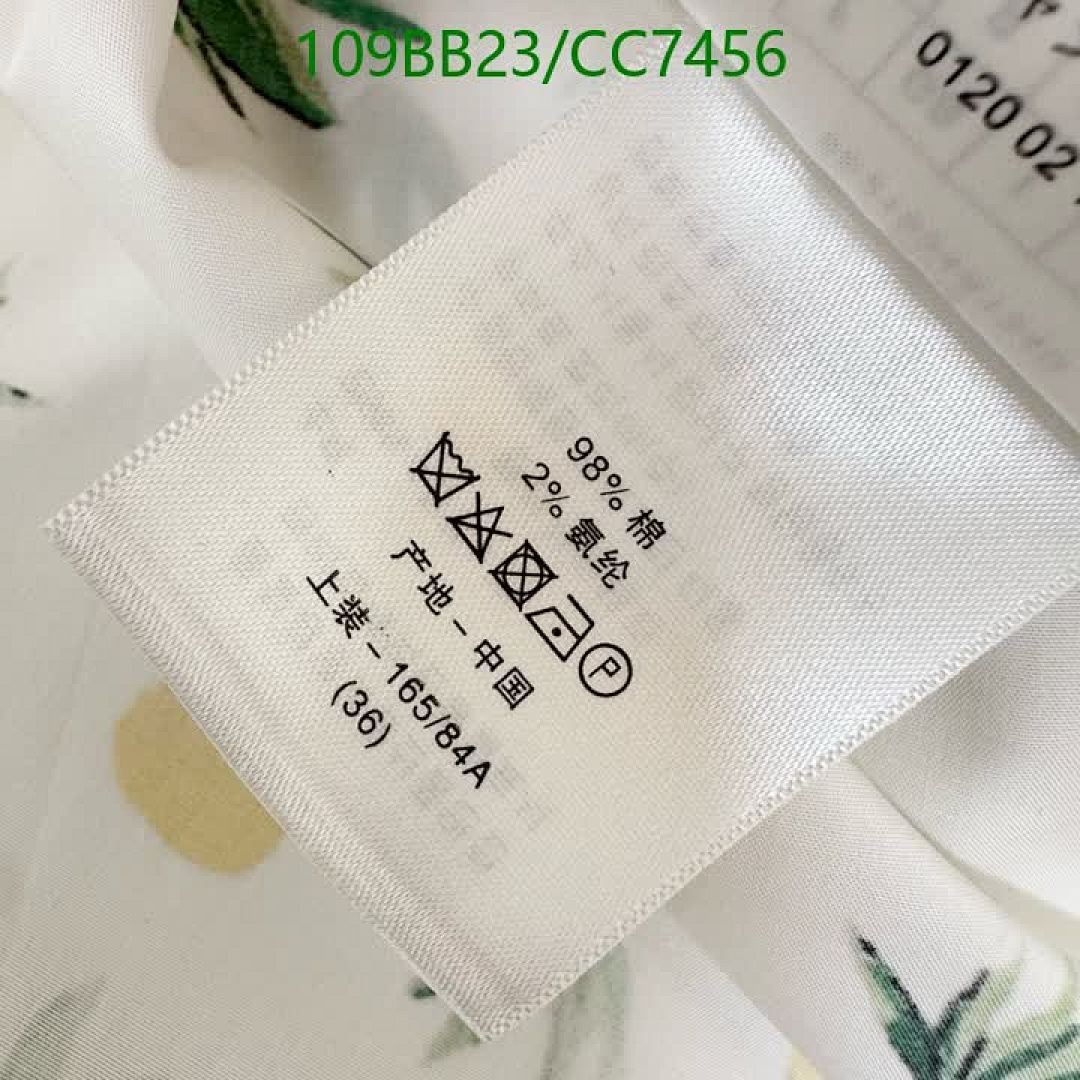 109BB23/CC7456
0120 02
98% 棉
2% 氨纶
P
产地 – 中国
上装 – 165/84A
(36)